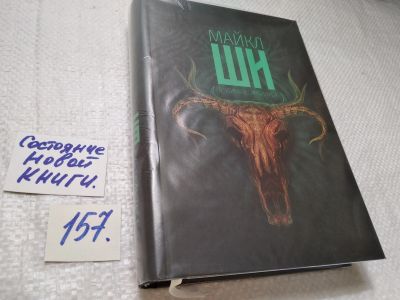 МАЙКЛ
ШИ
Состояние
новой
книги.
157.